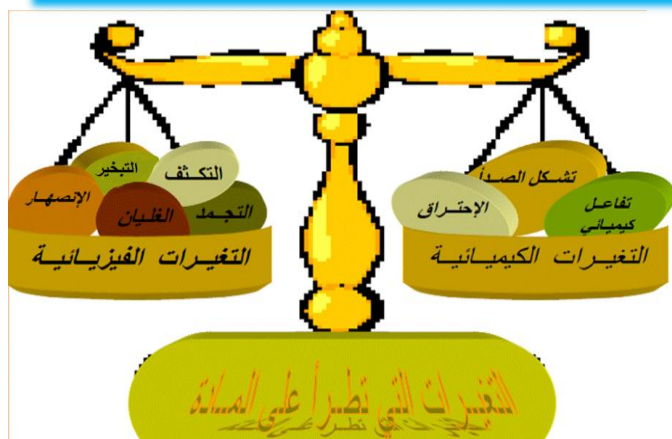 التبخير
التكثف
الإنصهار
الغليان
التجمد
التغيرات الفيزيائية
تشكل الصدأ
الإحتراق
تفاعل
كيميائي
التغيرات الكيميائية
التغيرات التي تطرأ على المادة